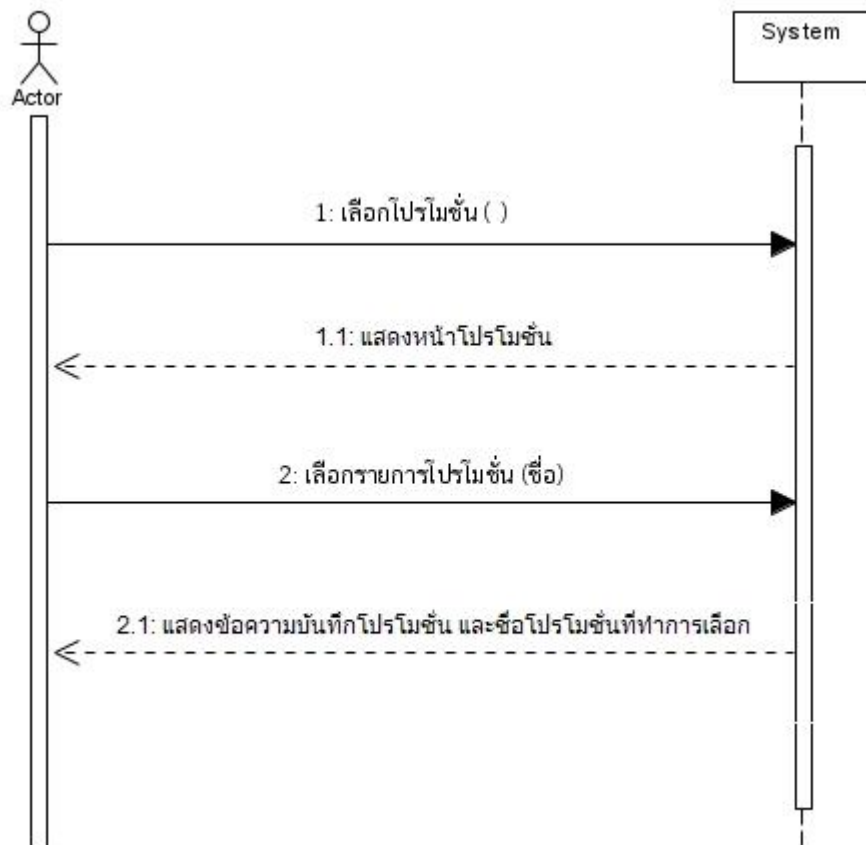 System
Actor
1: เลือกโปรโมชั่น ( )
1.1: แสดงหน้าโปรโมชั่น
2: เลือกรายการโปรโมชั่น (ชื่อ)
2.1: แสดงข้อความบันทึกโปรโมชั่น และชื่อโปรโมชั่นที่ทำการเลือก